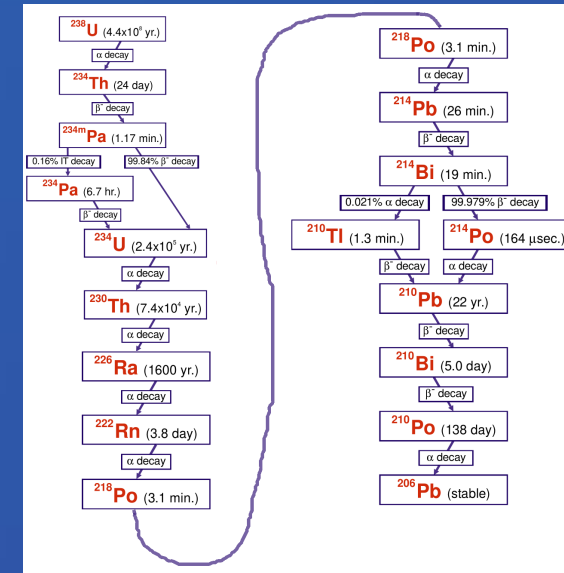 ²³⁸U (4.4x10⁹ yr.)
α decay
²³⁴Th (24 day)
β⁻ decay
²³⁴ᵐPa (1.17 min.)
0.16% IT decay
99.84% β⁻ decay
²³⁴Pa (6.7 hr.)
β⁻ decay
²³⁴U (2.4x10⁵ yr.)
α decay
²³⁰Th (7.4x10⁴ yr.)
α decay
²²⁶Ra (1600 yr.)
α decay
²²²Rn (3.8 day)
α decay
²¹⁸Po (3.1 min.)
²¹⁸Po (3.1 min.)
α decay
²¹⁴Pb (26 min.)
β⁻ decay
²¹⁴Bi (19 min.)
0.021% α decay
99.979% β⁻ decay
²¹⁰Tl (1.3 min.)
²¹⁴Po (164 μsec.)
β⁻ decay
α decay
²¹⁰Pb (22 yr.)
β⁻ decay
²¹⁰Bi (5.0 day)
β⁻ decay
²¹⁰Po (138 day)
α decay
²⁰⁶Pb (stable)